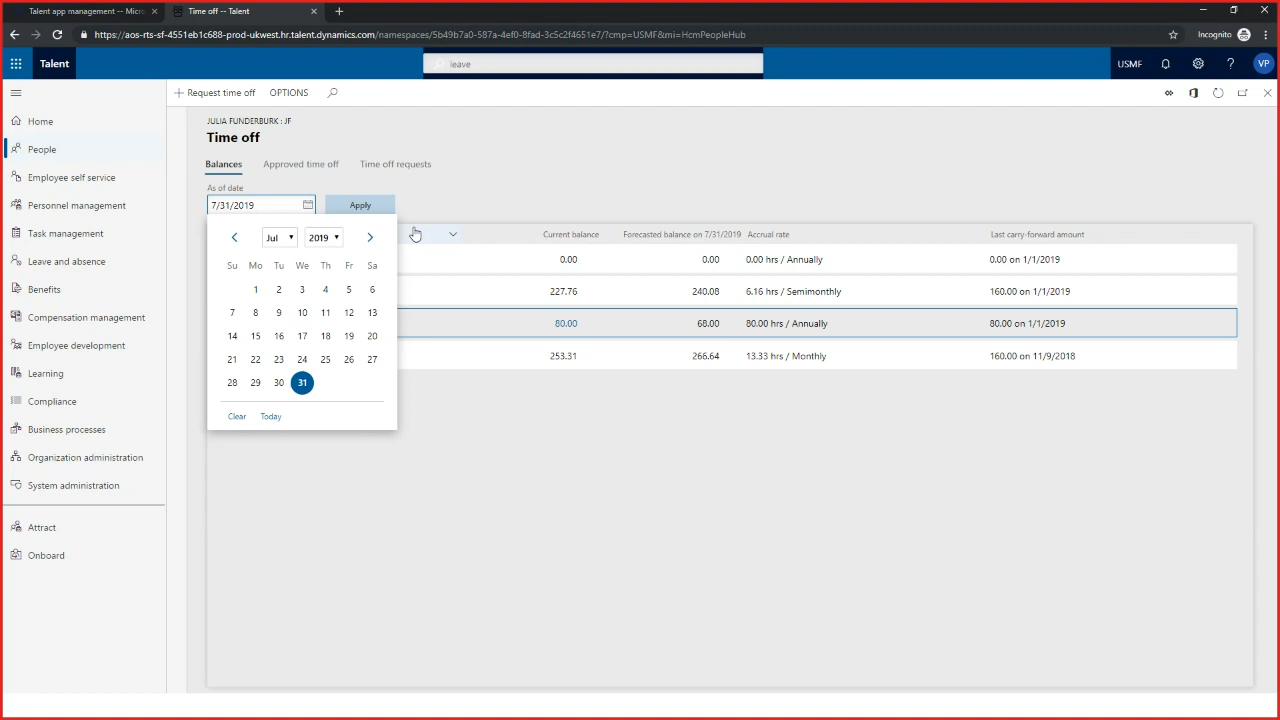 Talent app management -- Micro
Time off -- Talent
https://aos-rts-sf-4551eb1c688-prod-ukwest.hr.talent.dynamics.com/namespaces/5b49b7a0-587a-4ef0-8fad-3c5c2f4651e7/?cmp=USMF&mi=HcmPeopleHub
Incognito
Talent
leave
USMF
?
VP
Request time off
OPTIONS
Home
People
Employee self service
Personnel management
Task management
Leave and absence
Benefits
Compensation management
Employee development
Learning
Compliance
Business processes
Organization administration
System administration
Attract
Onboard
JULIA FUNDERBURK : JF
Time off
Balances Approved time off Time off requests
As of date
7/31/2019 Apply
Jul 2019
Su Mo Tu We Th Fr Sa
1 2 3 4 5 6
7 8 9 10 11 12 13
14 15 16 17 18 19 20
21 22 23 24 25 26 27
28 29 30 31
Clear Today
Current balance Forecasted balance on 7/31/2019 Accrual rate Last carry-forward amount
0.00 0.00 0.00 hrs / Annually 0.00 on 1/1/2019
227.76 240.08 6.16 hrs / Semimonthly 160.00 on 1/1/2019
80.00 68.00 80.00 hrs / Annually 80.00 on 1/1/2019
253.31 266.64 13.33 hrs / Monthly 160.00 on 11/9/2018